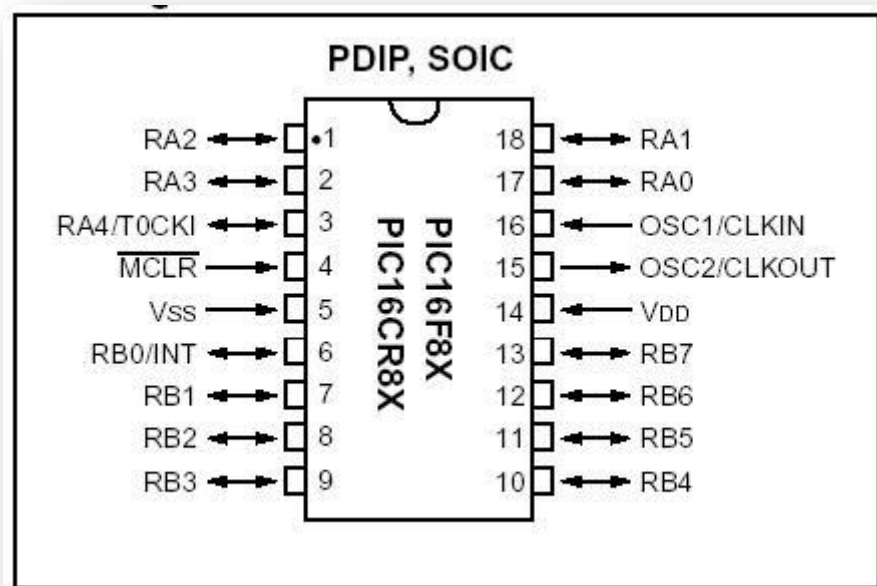 PDIP, SOIC
RA2 •1 18 RA1
RA3 2 17 RA0
RA4/T0CKI 3 16 OSC1/CLKIN
MCLR 4 15 OSC2/CLKOUT
VSS 5 14 VDD
RB0/INT 6 13 RB7
RB1 7 12 RB6
RB2 8 11 RB5
RB3 9 10 RB4
PIC16F8X
PIC16CR8X